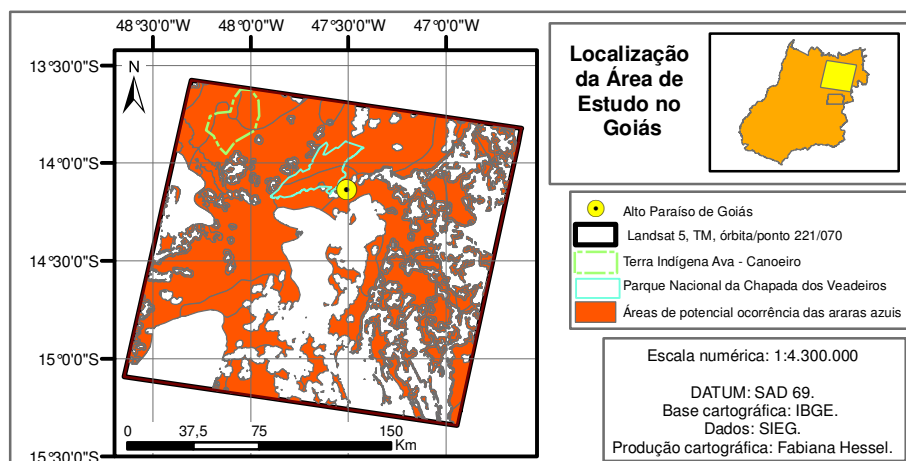 48°30'0"W 48°0'0"W 47°30'0"W 47°0'0"W
13°30'0"S
14°0'0"S
14°30'0"S
15°0'0"S
15°30'0"S
N
0 37,5 75 150
Km
Localização
da Área de
Estudo no
Goiás
Alto Paraíso de Goiás
Landsat 5, TM, órbita/ponto 221/070
Terra Indígena Ava - Canoeiro
Parque Nacional da Chapada dos Veadeiros
Áreas de potencial ocorrência das araras azuis
Escala numérica: 1:4.300.000
DATUM: SAD 69.
Base cartográfica: IBGE.
Dados: SIEG.
Produção cartográfica: Fabiana Hessel.